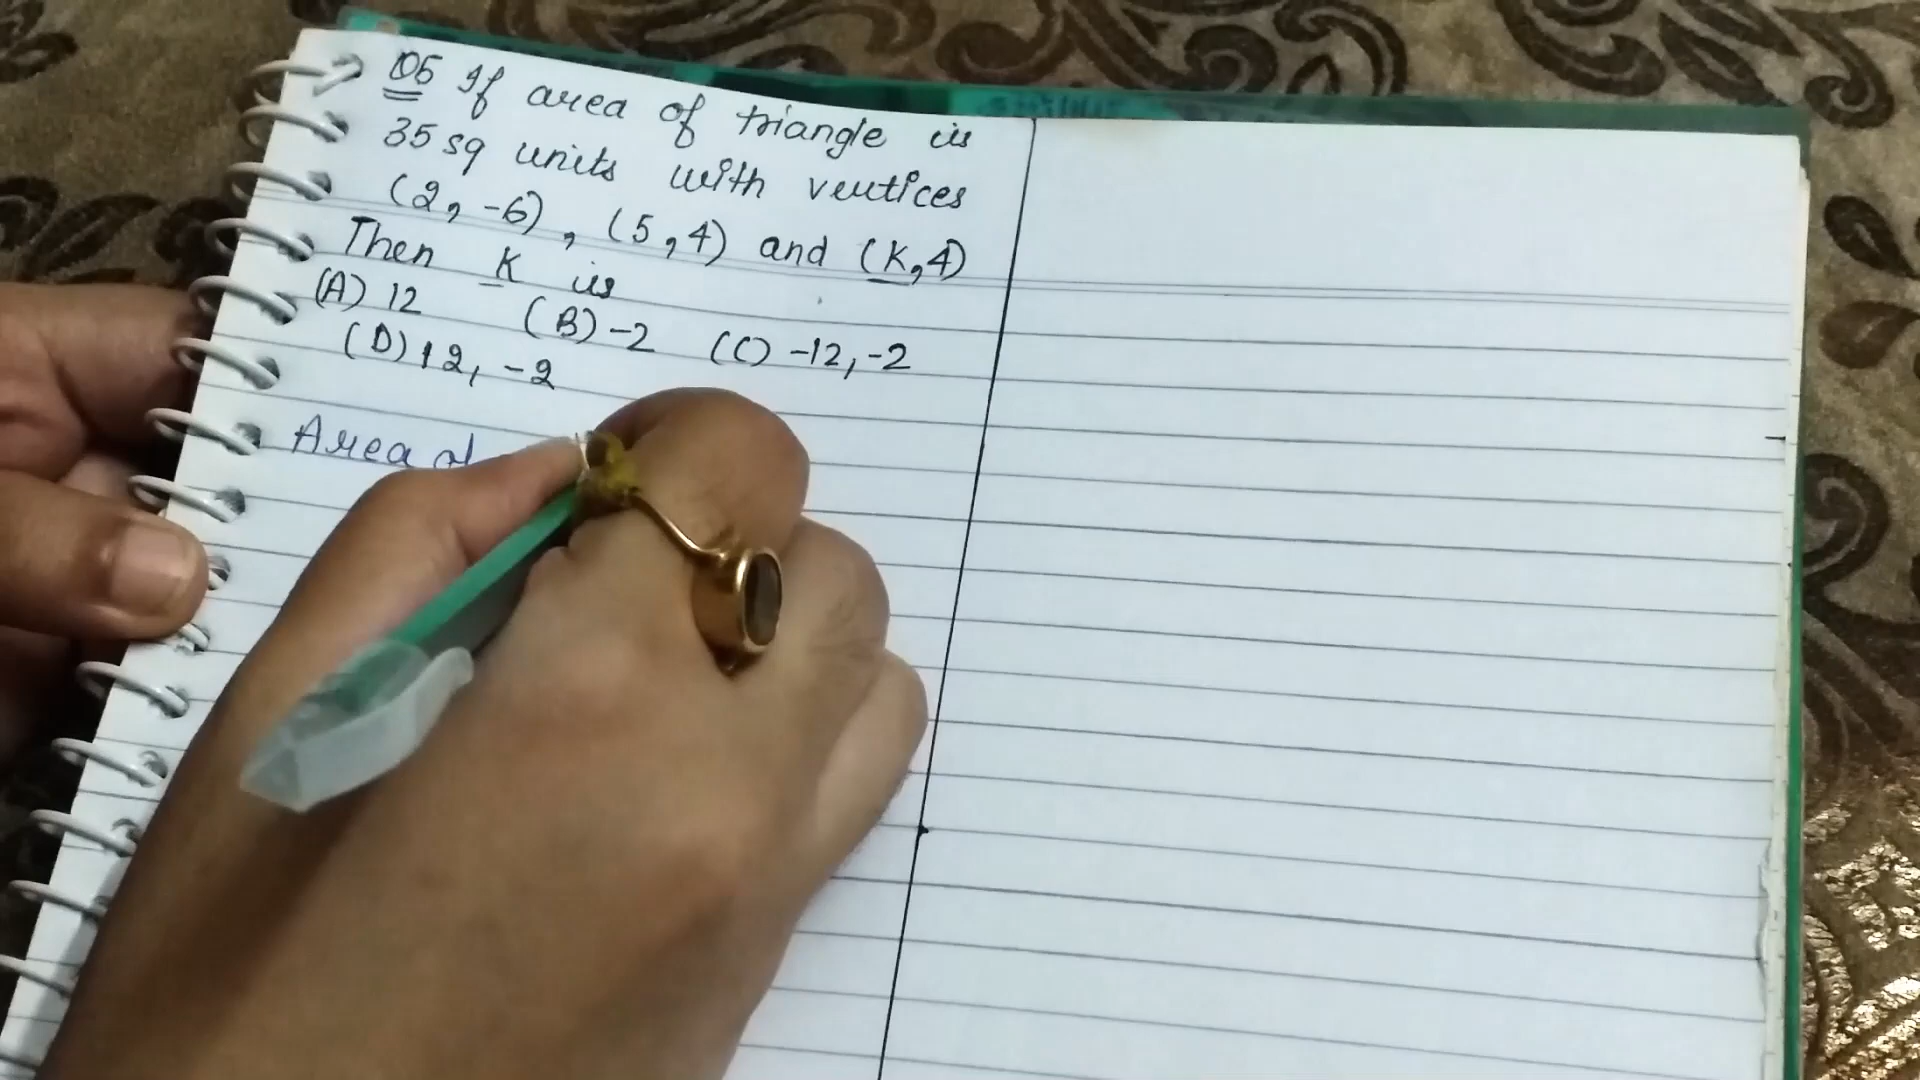 Q5 If area of triangle is
35 sq units with vertices
(2, -6), (5, 4) and (K, 4)
Then K is
(A) 12 (B) -2 (C) -12, -2
(D) 12, -2
Area of